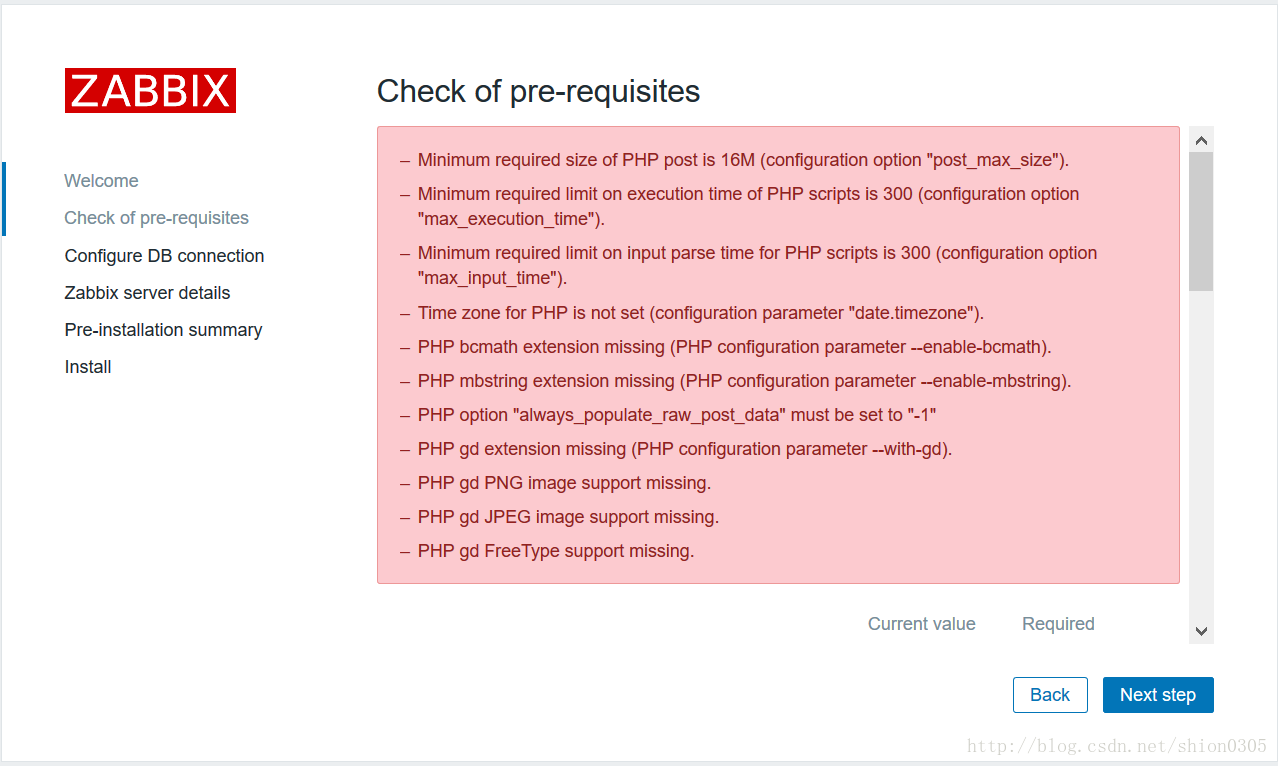 ZABBIX
Check of pre-requisites
Welcome
Check of pre-requisites
Configure DB connection
Zabbix server details
Pre-installation summary
Install
– Minimum required size of PHP post is 16M (configuration option "post_max_size").
– Minimum required limit on execution time of PHP scripts is 300 (configuration option
"max_execution_time").
– Minimum required limit on input parse time for PHP scripts is 300 (configuration option
"max_input_time").
– Time zone for PHP is not set (configuration parameter "date.timezone").
– PHP bcmath extension missing (PHP configuration parameter --enable-bcmath).
– PHP mbstring extension missing (PHP configuration parameter --enable-mbstring).
– PHP option "always_populate_raw_post_data" must be set to "-1"
– PHP gd extension missing (PHP configuration parameter --with-gd).
– PHP gd PNG image support missing.
– PHP gd JPEG image support missing.
– PHP gd FreeType support missing.
Current value Required
Back Next step
http://blog.csdn.net/shion0305